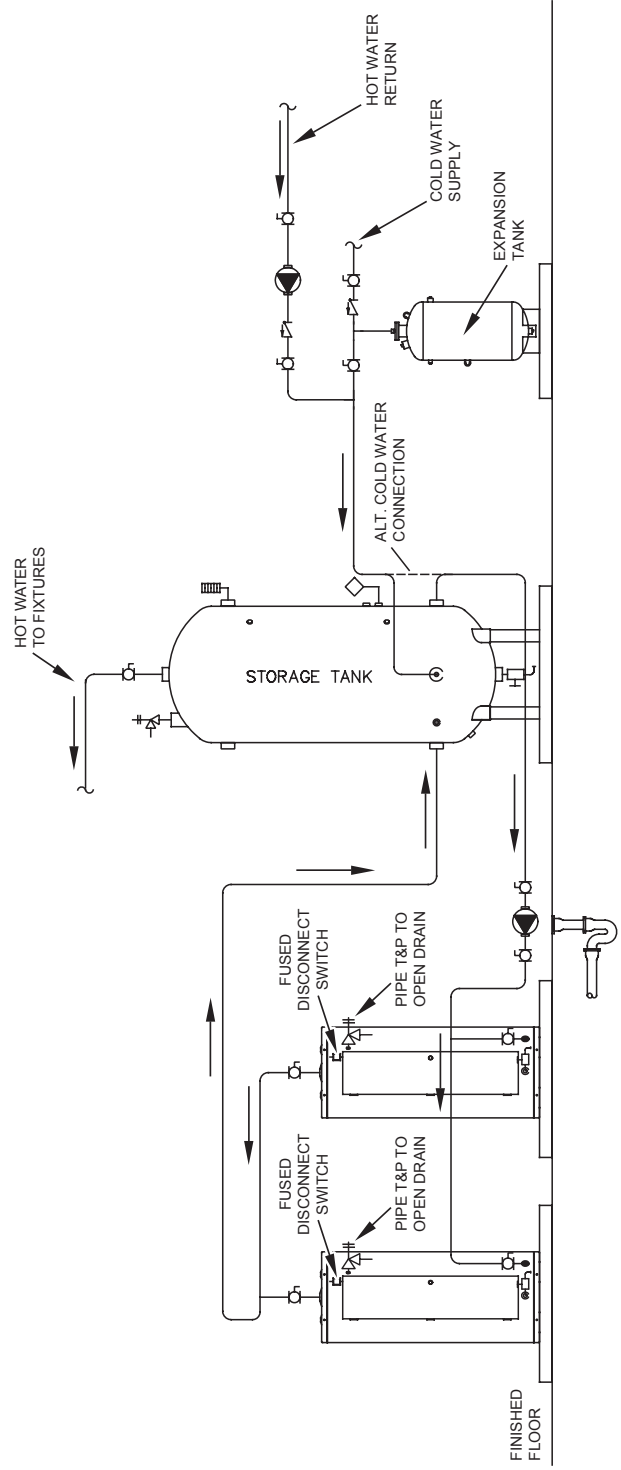 HOT WATER
TO FIXTURES
HOT WATER
RETURN
COLD WATER
SUPPLY
FUSED
DISCONNECT
SWITCH
FUSED
DISCONNECT
SWITCH
STORAGE TANK
ALT. COLD WATER
CONNECTION
EXPANSION
TANK
PIPE T&P TO
OPEN DRAIN
PIPE T&P TO
OPEN DRAIN
FINISHED
FLOOR